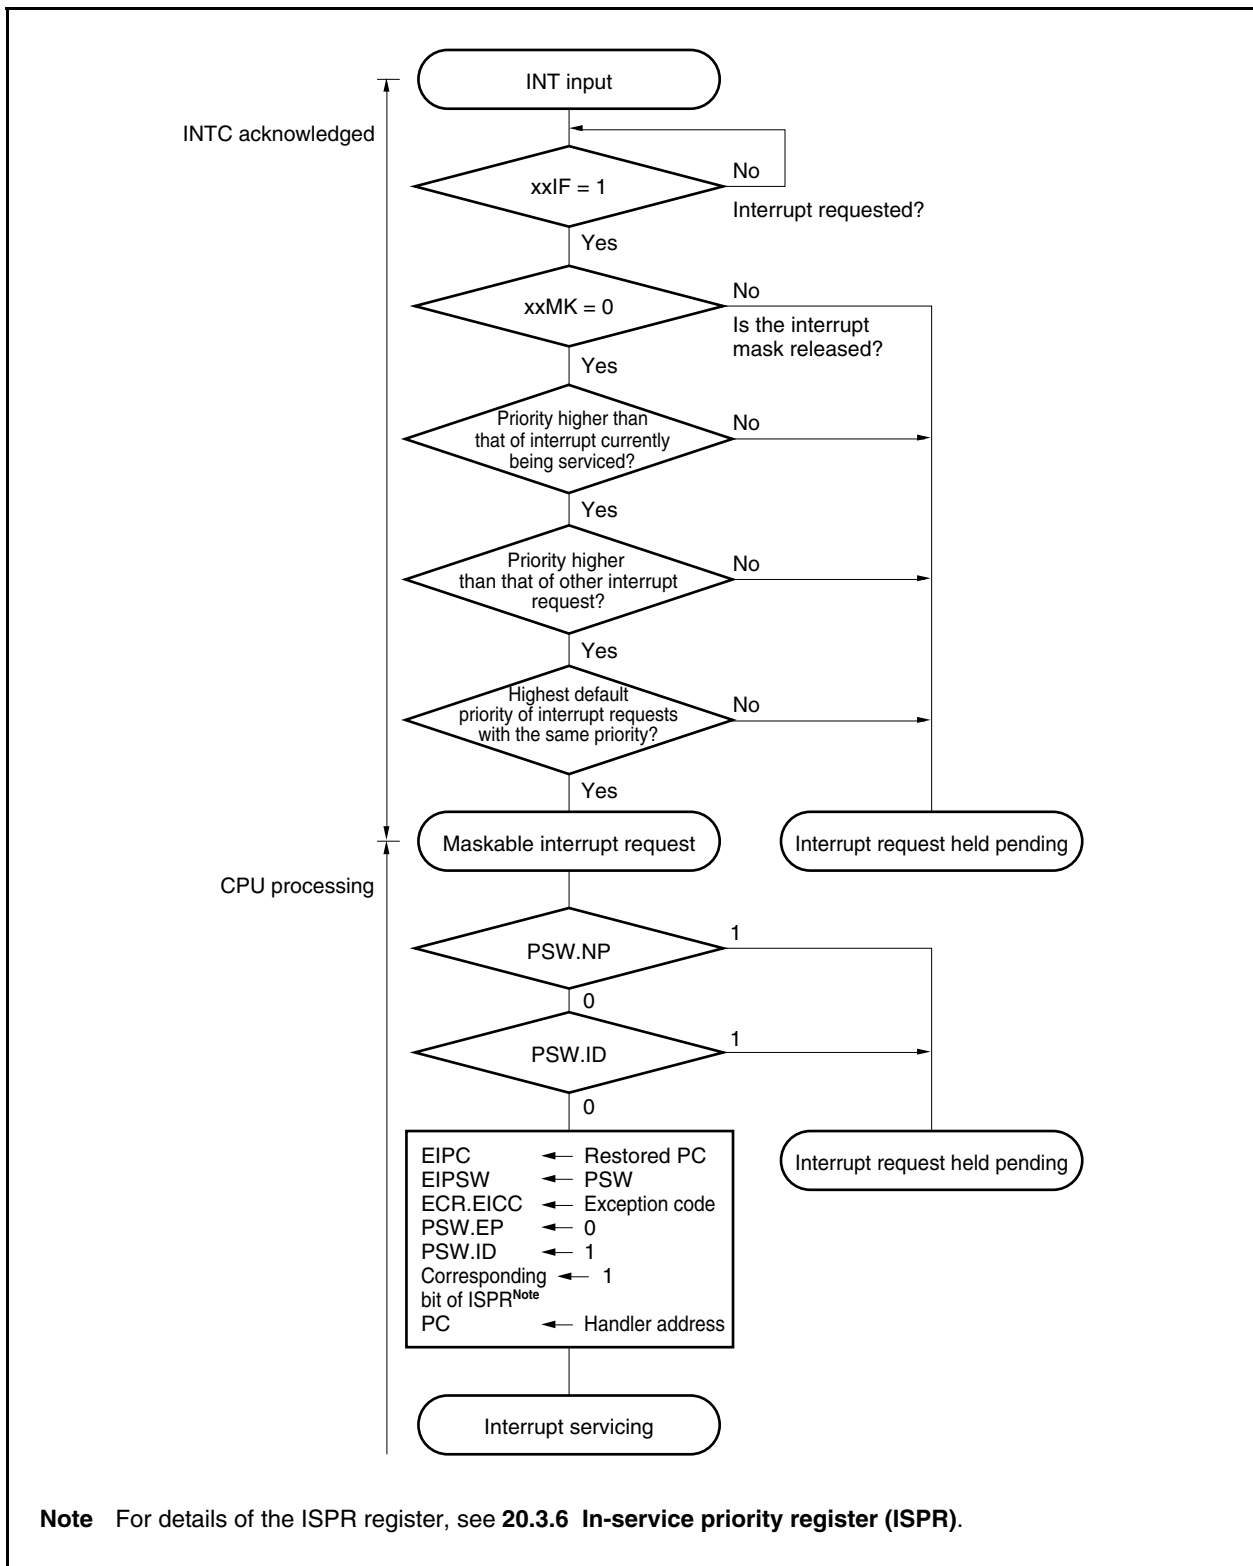 INT input
INTC acknowledged
xxIF = 1
No
Interrupt requested?
Yes
xxMK = 0
No
Is the interrupt
mask released?
Yes
Priority higher than
that of interrupt currently
being serviced?
No
Yes
Priority higher
than that of other interrupt
request?
No
Yes
Highest default
priority of interrupt requests
with the same priority?
No
Yes
Maskable interrupt request
Interrupt request held pending
CPU processing
PSW.NP
1
0
PSW.ID
1
0
EIPC ← Restored PC
EIPSW ← PSW
ECR.EICC ← Exception code
PSW.EP ← 0
PSW.ID ← 1
Corresponding ← 1
bit of ISPRNote
PC ← Handler address
Interrupt request held pending
Interrupt servicing
Note For details of the ISPR register, see 20.3.6 In-service priority register (ISPR).